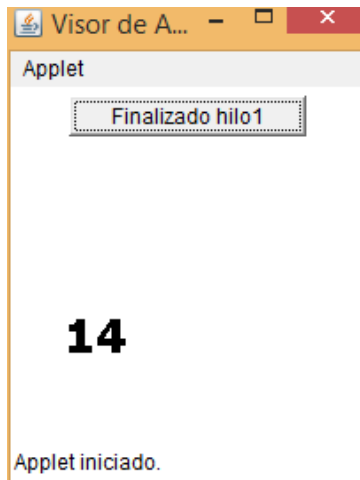 Visor de A...
Applet
Finalizado hilo1
14
Applet iniciado.